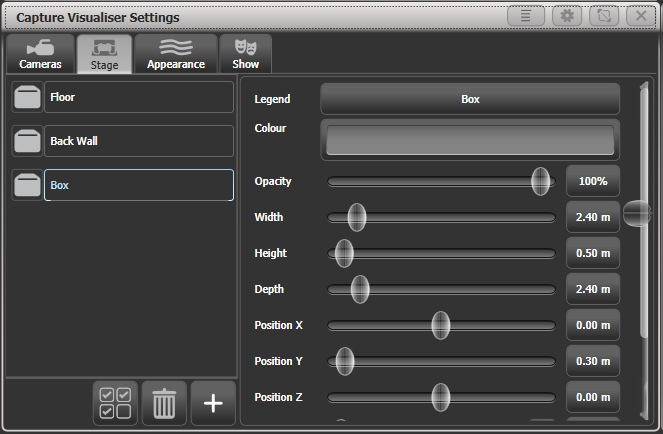 Capture Visualiser Settings
Cameras
Stage
Appearance
Show
Floor
Back Wall
Box
Legend Box
Colour
Opacity 100%
Width 2.40 m
Height 0.50 m
Depth 2.40 m
Position X 0.00 m
Position Y 0.30 m
Position Z 0.00 m